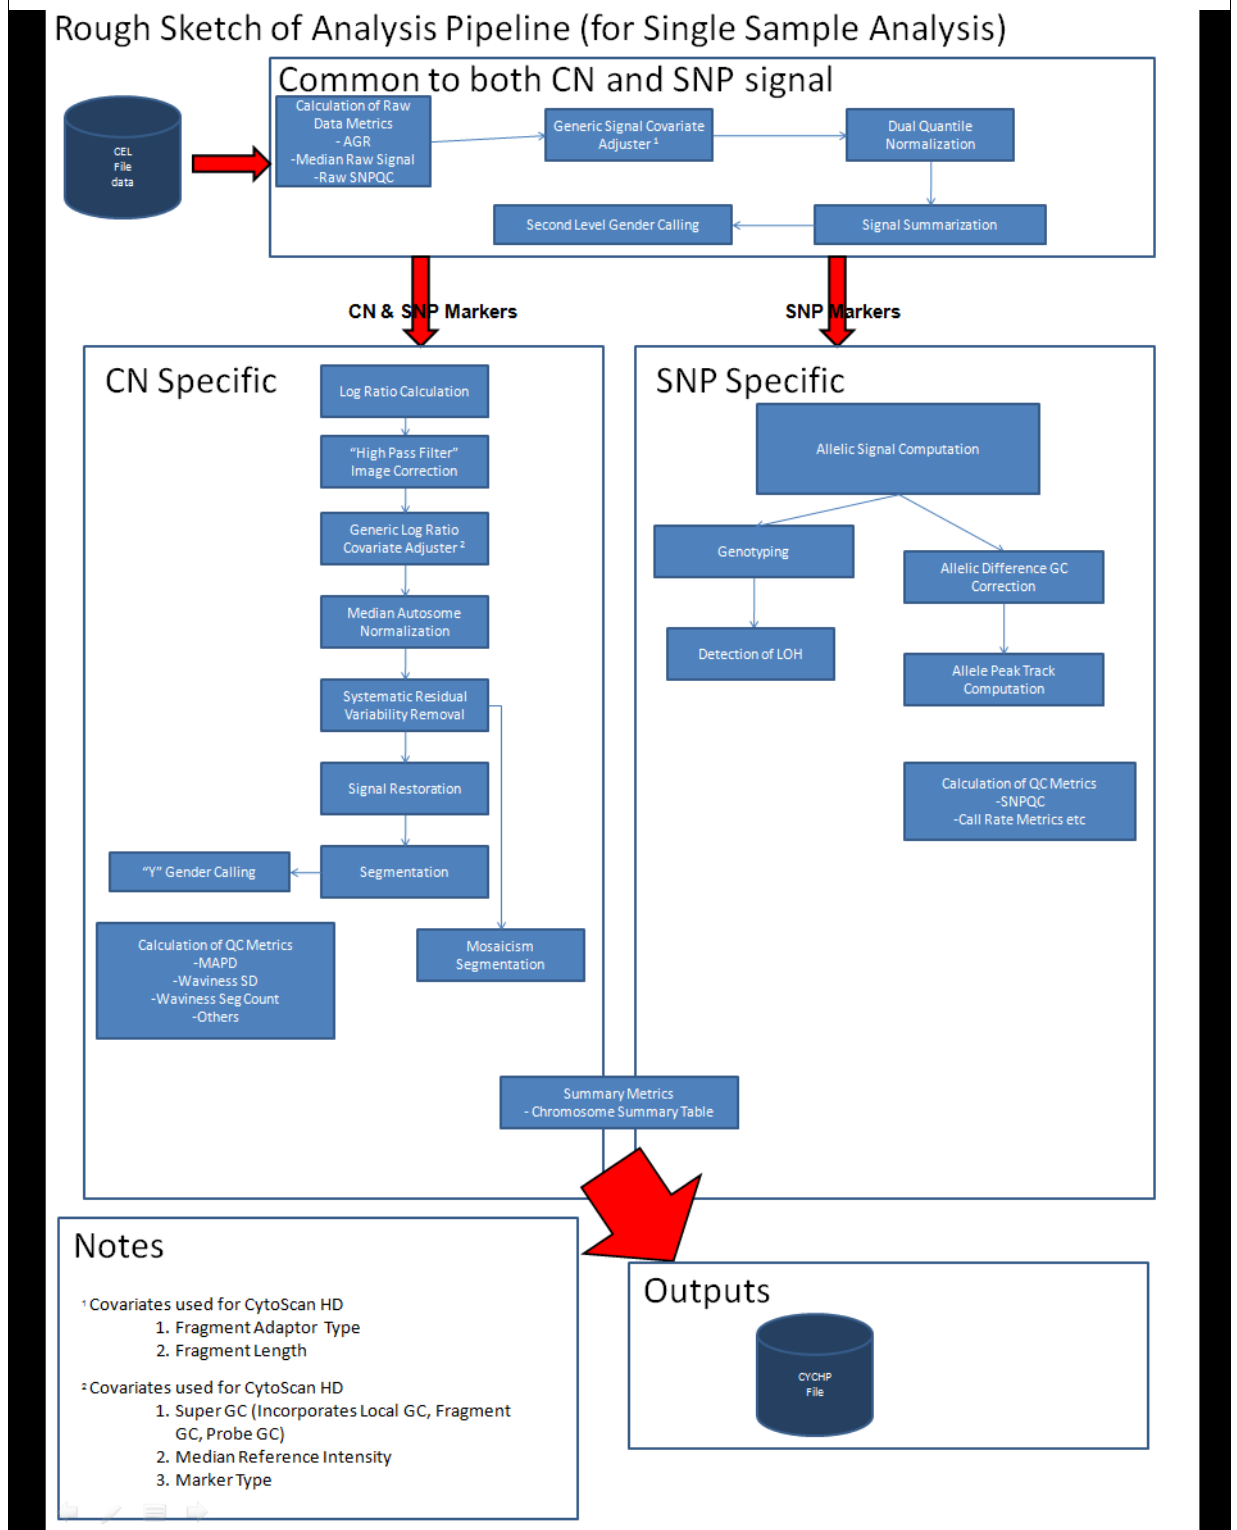 Rough Sketch of Analysis Pipeline (for Single Sample Analysis)
Common to both CN and SNP signal
CEL
File
data
Calculation of Raw
Data Metrics
- AGR
-Median Raw Signal
-Raw SNPQC
Generic Signal Covariate
Adjuster 1
Dual Quantile
Normalization
Second Level Gender Calling
Signal Summarization
CN & SNP Markers
SNP Markers
CN Specific
Log Ratio Calculation
“High Pass Filter”
Image Correction
Generic Log Ratio
Covariate Adjuster 2
Median Autosome
Normalization
Systematic Residual
Variability Removal
Signal Restoration
Segmentation
“Y” Gender Calling
Calculation of QC Metrics
-MAPD
-Waviness SD
-Waviness Seg Count
-Others
Mosaicism
Segmentation
SNP Specific
Allelic Signal Computation
Genotyping
Detection of LOH
Allelic Difference GC
Correction
Allele Peak Track
Computation
Calculation of QC Metrics
-SNPQC
-Call Rate Metrics etc
Summary Metrics
- Chromosome Summary Table
Notes
1 Covariates used for CytoScan HD
1. Fragment Adaptor Type
2. Fragment Length
2 Covariates used for CytoScan HD
1. Super GC (Incorporates Local GC, Fragment
GC, Probe GC)
2. Median Reference Intensity
3. Marker Type
Outputs
CYCHP
File